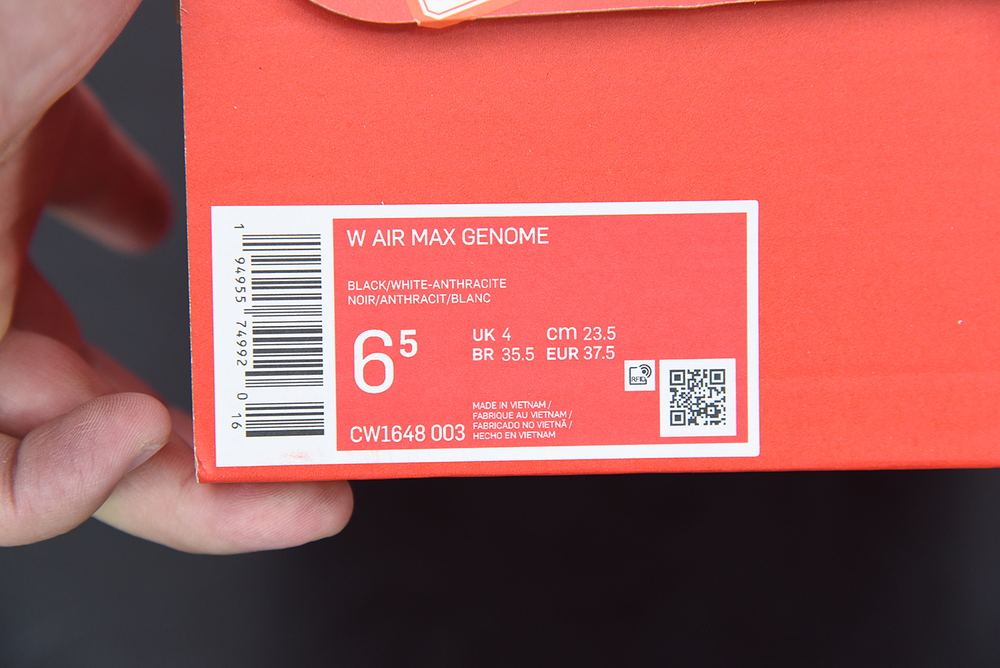 W AIR MAX GENOME
BLACK/WHITE-ANTHRACITE
NOIR/ANTHRACIT/BLANC
6⁵
UK 4 cm 23.5
BR 35.5 EUR 37.5
RFID
MADE IN VIETNAM /
FABRIQUE AU VIETNAM /
FABRICADO NO VIETNÃ /
HECHO EN VIETNAM
CW1648 003
1 94955 74992 0 16